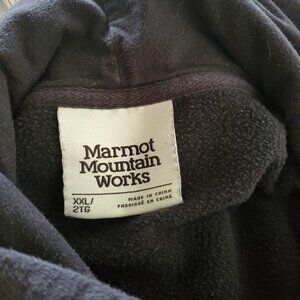 Marmot
Mountain
Works
XXL/
2TG
MADE IN CHINA
FABRIQUÉ EN CHINE